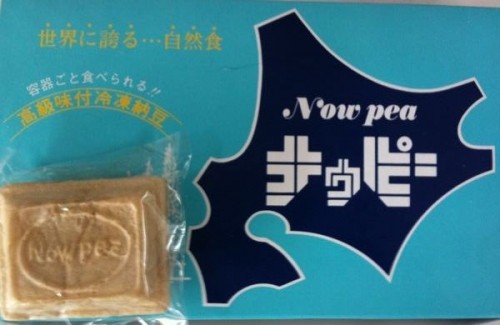 世界に誇る…自然食
容器ごと食べられる!!
高級味付冷凍納豆
Now pea
ナウピー
Now pea